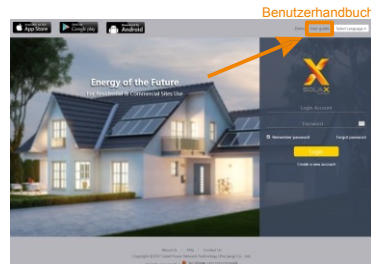 Benutzerhandbuch
App Store
Google play
Android
Demo
User guide
Select Language
Energy of the Future
For Residential & Commercial Sites Use
SOLAX
Login Account
Password
Remember password
Forgot password
Login
Create a new account
About Us | FAQ | Contact Us